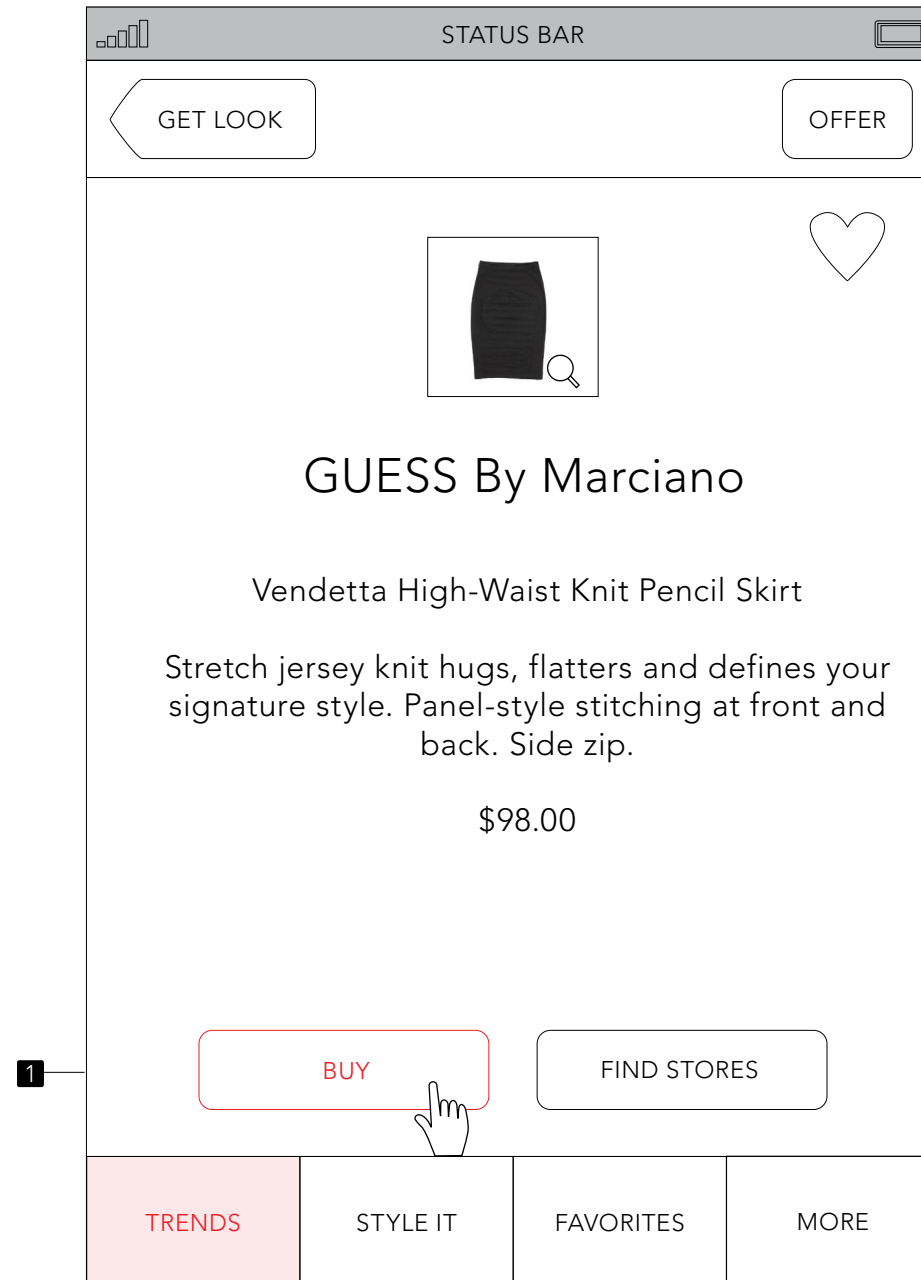 STATUS BAR
GET LOOK
OFFER
GUESS By Marciano
Vendetta High-Waist Knit Pencil Skirt
Stretch jersey knit hugs, flatters and defines your
signature style. Panel-style stitching at front and
back. Side zip.
$98.00
1
BUY
FIND STORES
TRENDS
STYLE IT
FAVORITES
MORE